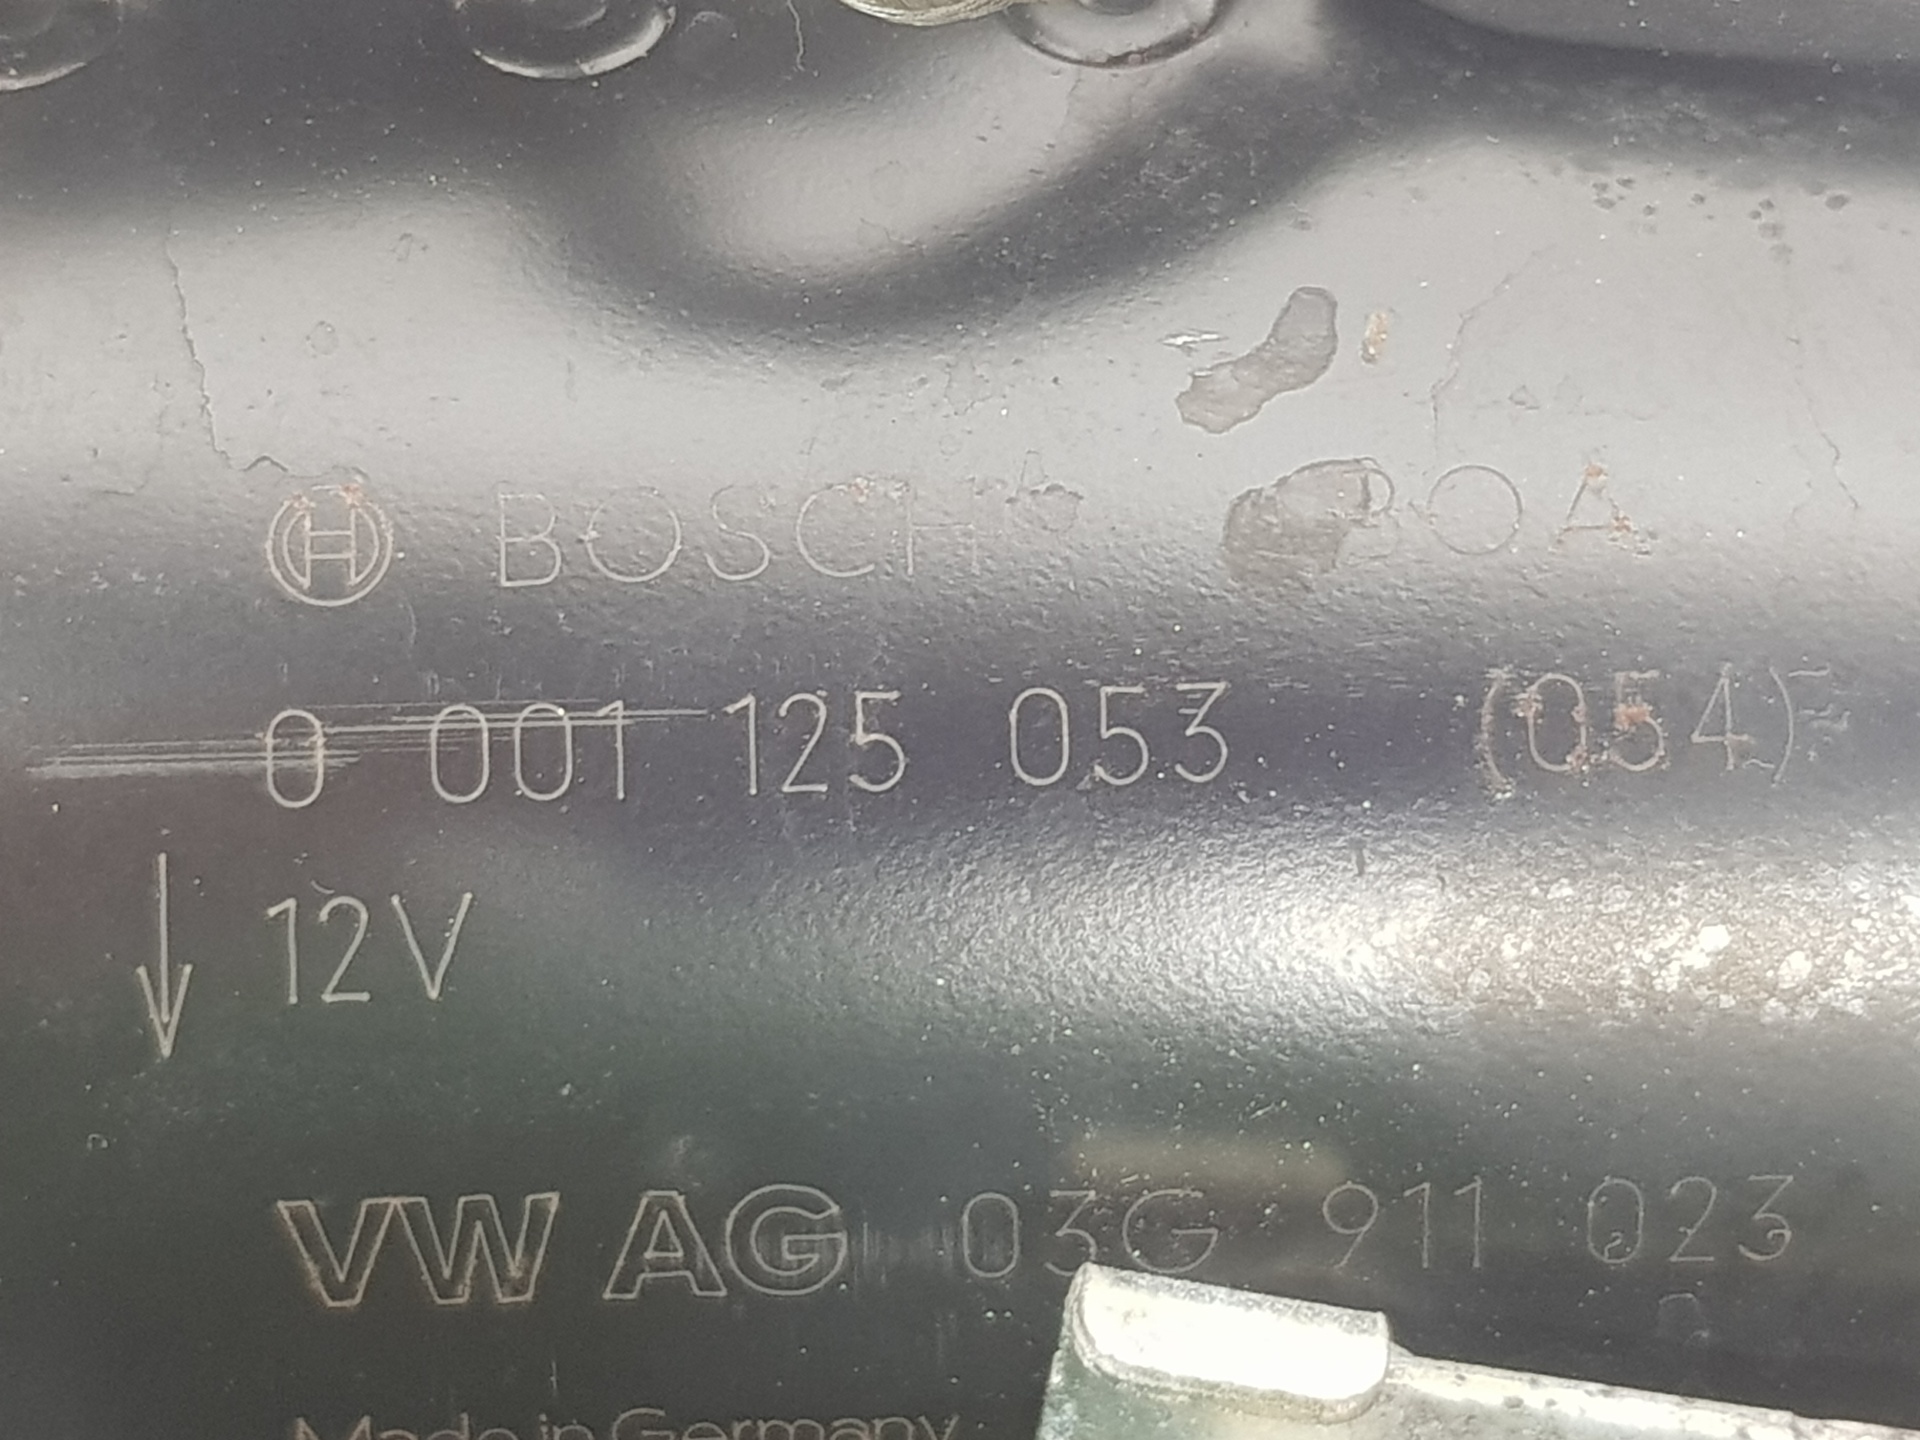 BOSCH BOA
0 001 125 053 (054)
12V
VW AG 03G 911 023
Made in Germany